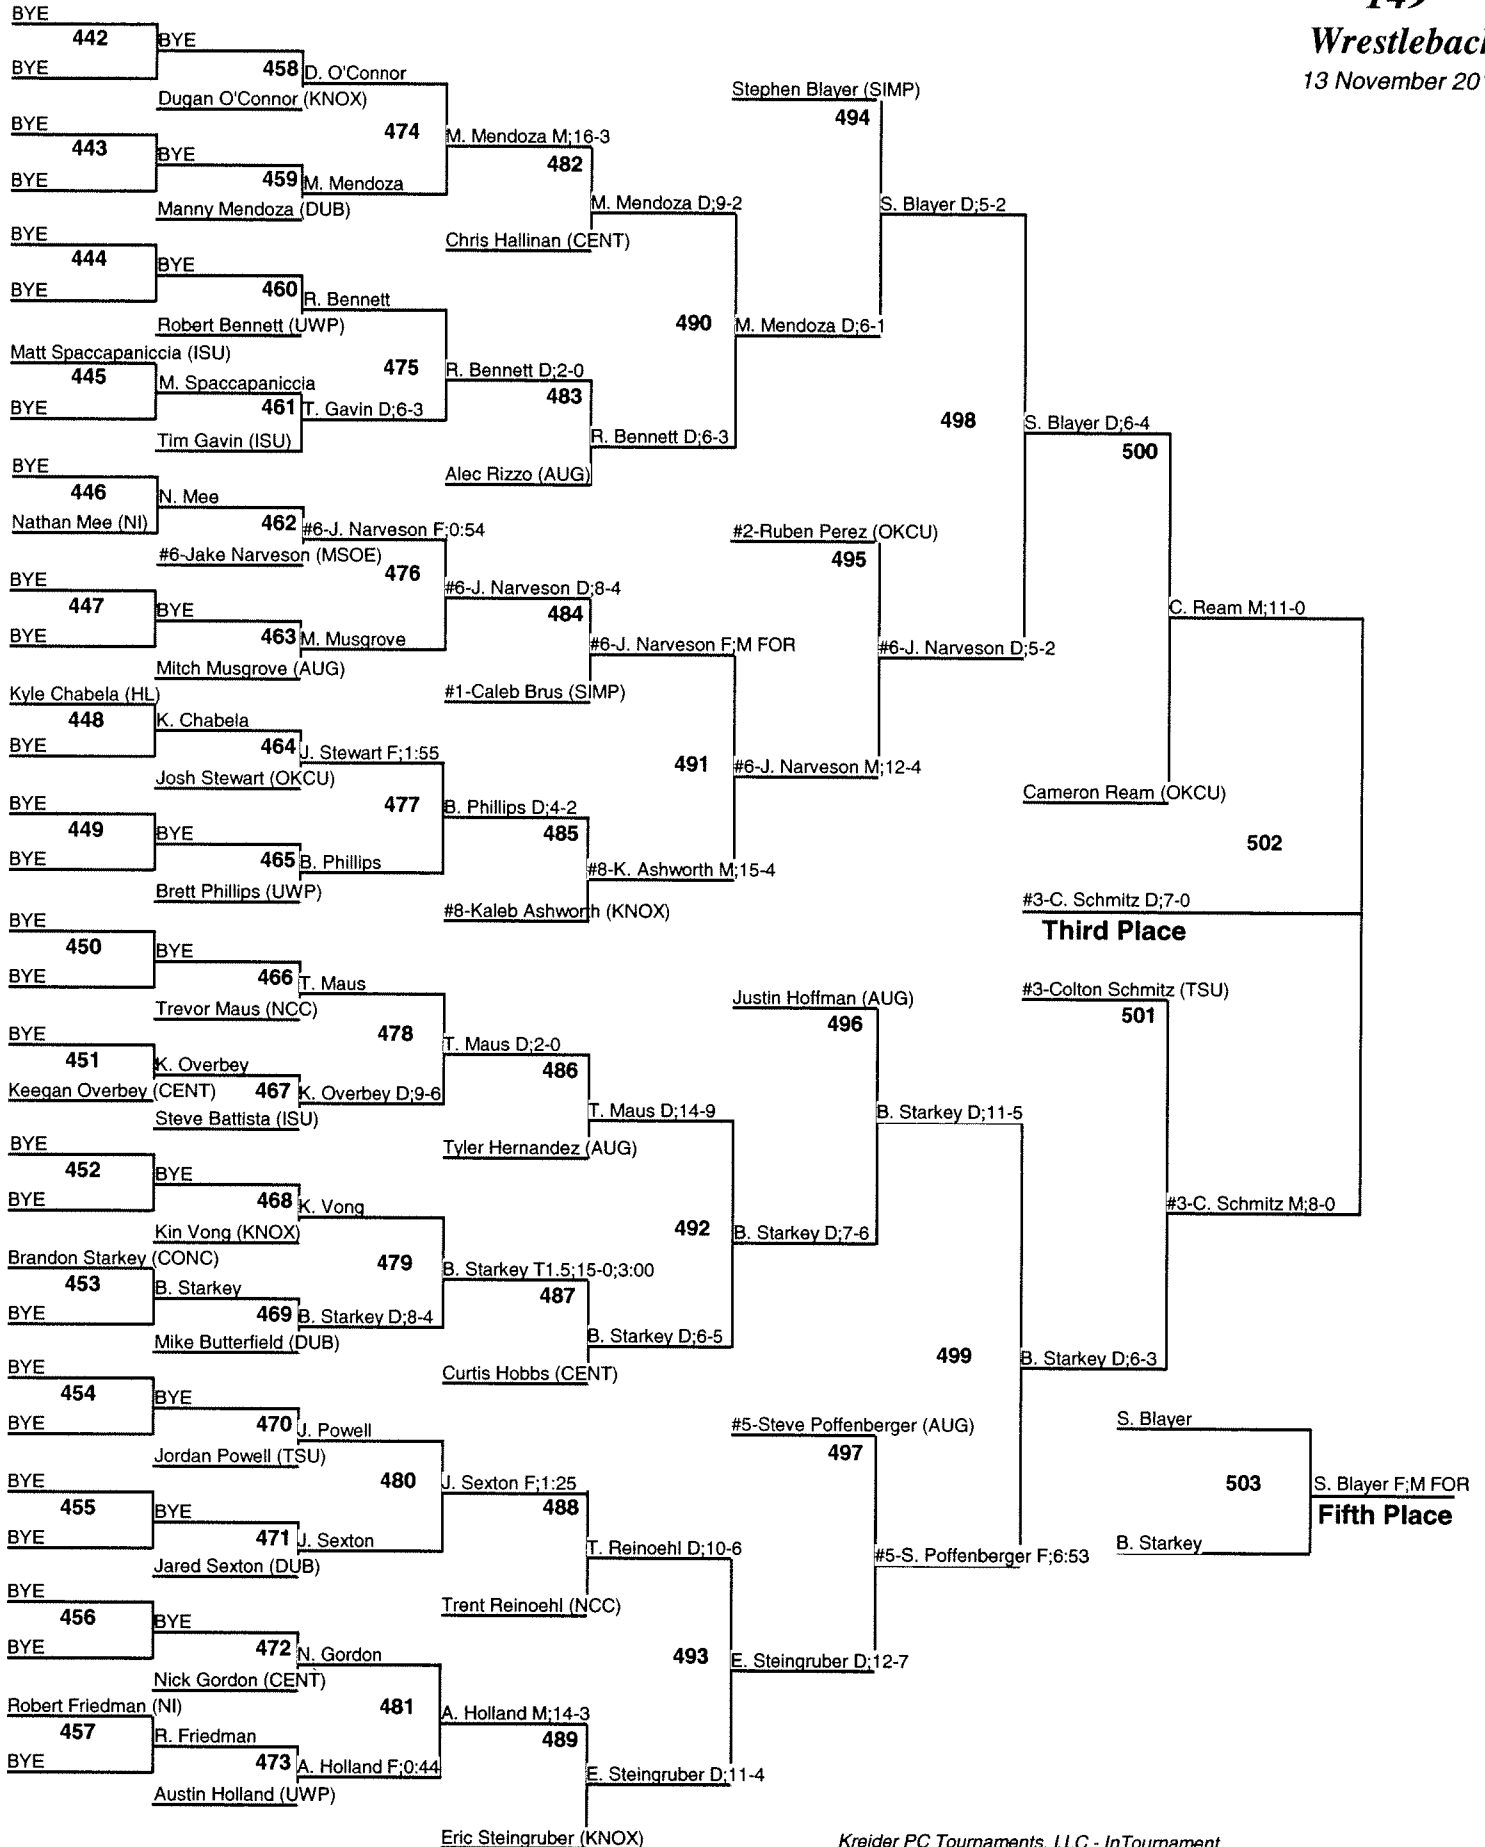 149
Wrestleback
13 November 20
BYE
442
BYE
BYE
458
D. O'Connor
Dugan O'Connor (KNOX)
474
BYE
443
BYE
BYE
459
M. Mendoza
Manny Mendoza (DUB)
M. Mendoza M;16-3
482
M. Mendoza D;9-2
Chris Hallinan (CENT)
Stephen Blayer (SIMP)
494
S. Blayer D;5-2
BYE
444
BYE
BYE
460
R. Bennett
Robert Bennett (UWP)
490
M. Mendoza D;6-1
Matt Spaccapaniccia (ISU)
445
BYE
M. Spaccapaniccia
461
T. Gavin D;6-3
Tim Gavin (ISU)
475
R. Bennett D;2-0
483
R. Bennett D;6-3
Alec Rizzo (AUG)
498
S. Blayer D;6-4
500
BYE
446
Nathan Mee (NI)
N. Mee
462
#6-J. Narveson F;0:54
#6-Jake Narveson (MSOE)
476
#6-J. Narveson D;8-4
484
#6-J. Narveson F;M FOR
#1-Caleb Brus (SIMP)
#2-Ruben Perez (OKCU)
495
#6-J. Narveson D;5-2
C. Ream M;11-0
BYE
447
BYE
BYE
463
M. Musgrove
Mitch Musgrove (AUG)
Kyle Chabela (HL)
448
BYE
K. Chabela
464
J. Stewart F;1:55
Josh Stewart (OKCU)
477
491
#6-J. Narveson M;12-4
Cameron Ream (OKCU)
502
BYE
449
BYE
BYE
465
B. Phillips
Brett Phillips (UWP)
B. Phillips D;4-2
485
#8-K. Ashworth M;15-4
#8-Kaleb Ashworth (KNOX)
#3-C. Schmitz D;7-0
Third Place
BYE
450
BYE
BYE
466
T. Maus
Trevor Maus (NCC)
478
T. Maus D;2-0
486
T. Maus D;14-9
Tyler Hernandez (AUG)
Justin Hoffman (AUG)
496
B. Starkey D;11-5
#3-Colton Schmitz (TSU)
501
#3-C. Schmitz M;8-0
BYE
451
Keegan Overbey (CENT)
K. Overbey
467
K. Overbey D;9-6
Steve Battista (ISU)
BYE
452
BYE
BYE
468
K. Vong
Kin Vong (KNOX)
492
B. Starkey D;7-6
Brandon Starkey (CONC)
453
BYE
B. Starkey
469
B. Starkey D;8-4
Mike Butterfield (DUB)
479
B. Starkey T1.5;15-0;3:00
487
B. Starkey D;6-5
Curtis Hobbs (CENT)
499
B. Starkey D;6-3
BYE
454
BYE
BYE
470
J. Powell
Jordan Powell (TSU)
480
J. Sexton F;1:25
488
T. Reinoehl D;10-6
Trent Reinoehl (NCC)
#5-Steve Poffenberger (AUG)
497
#5-S. Poffenberger F;6:53
S. Blayer
503
B. Starkey
S. Blayer F;M FOR
Fifth Place
BYE
455
BYE
BYE
471
J. Sexton
Jared Sexton (DUB)
BYE
456
BYE
BYE
472
N. Gordon
Nick Gordon (CENT)
493
E. Steingruber D;12-7
Robert Friedman (NI)
457
BYE
R. Friedman
473
A. Holland F;0:44
Austin Holland (UWP)
481
A. Holland M;14-3
489
E. Steingruber D;11-4
Eric Steingruber (KNOX)
Kreider PC Tournaments, LLC - InTournament